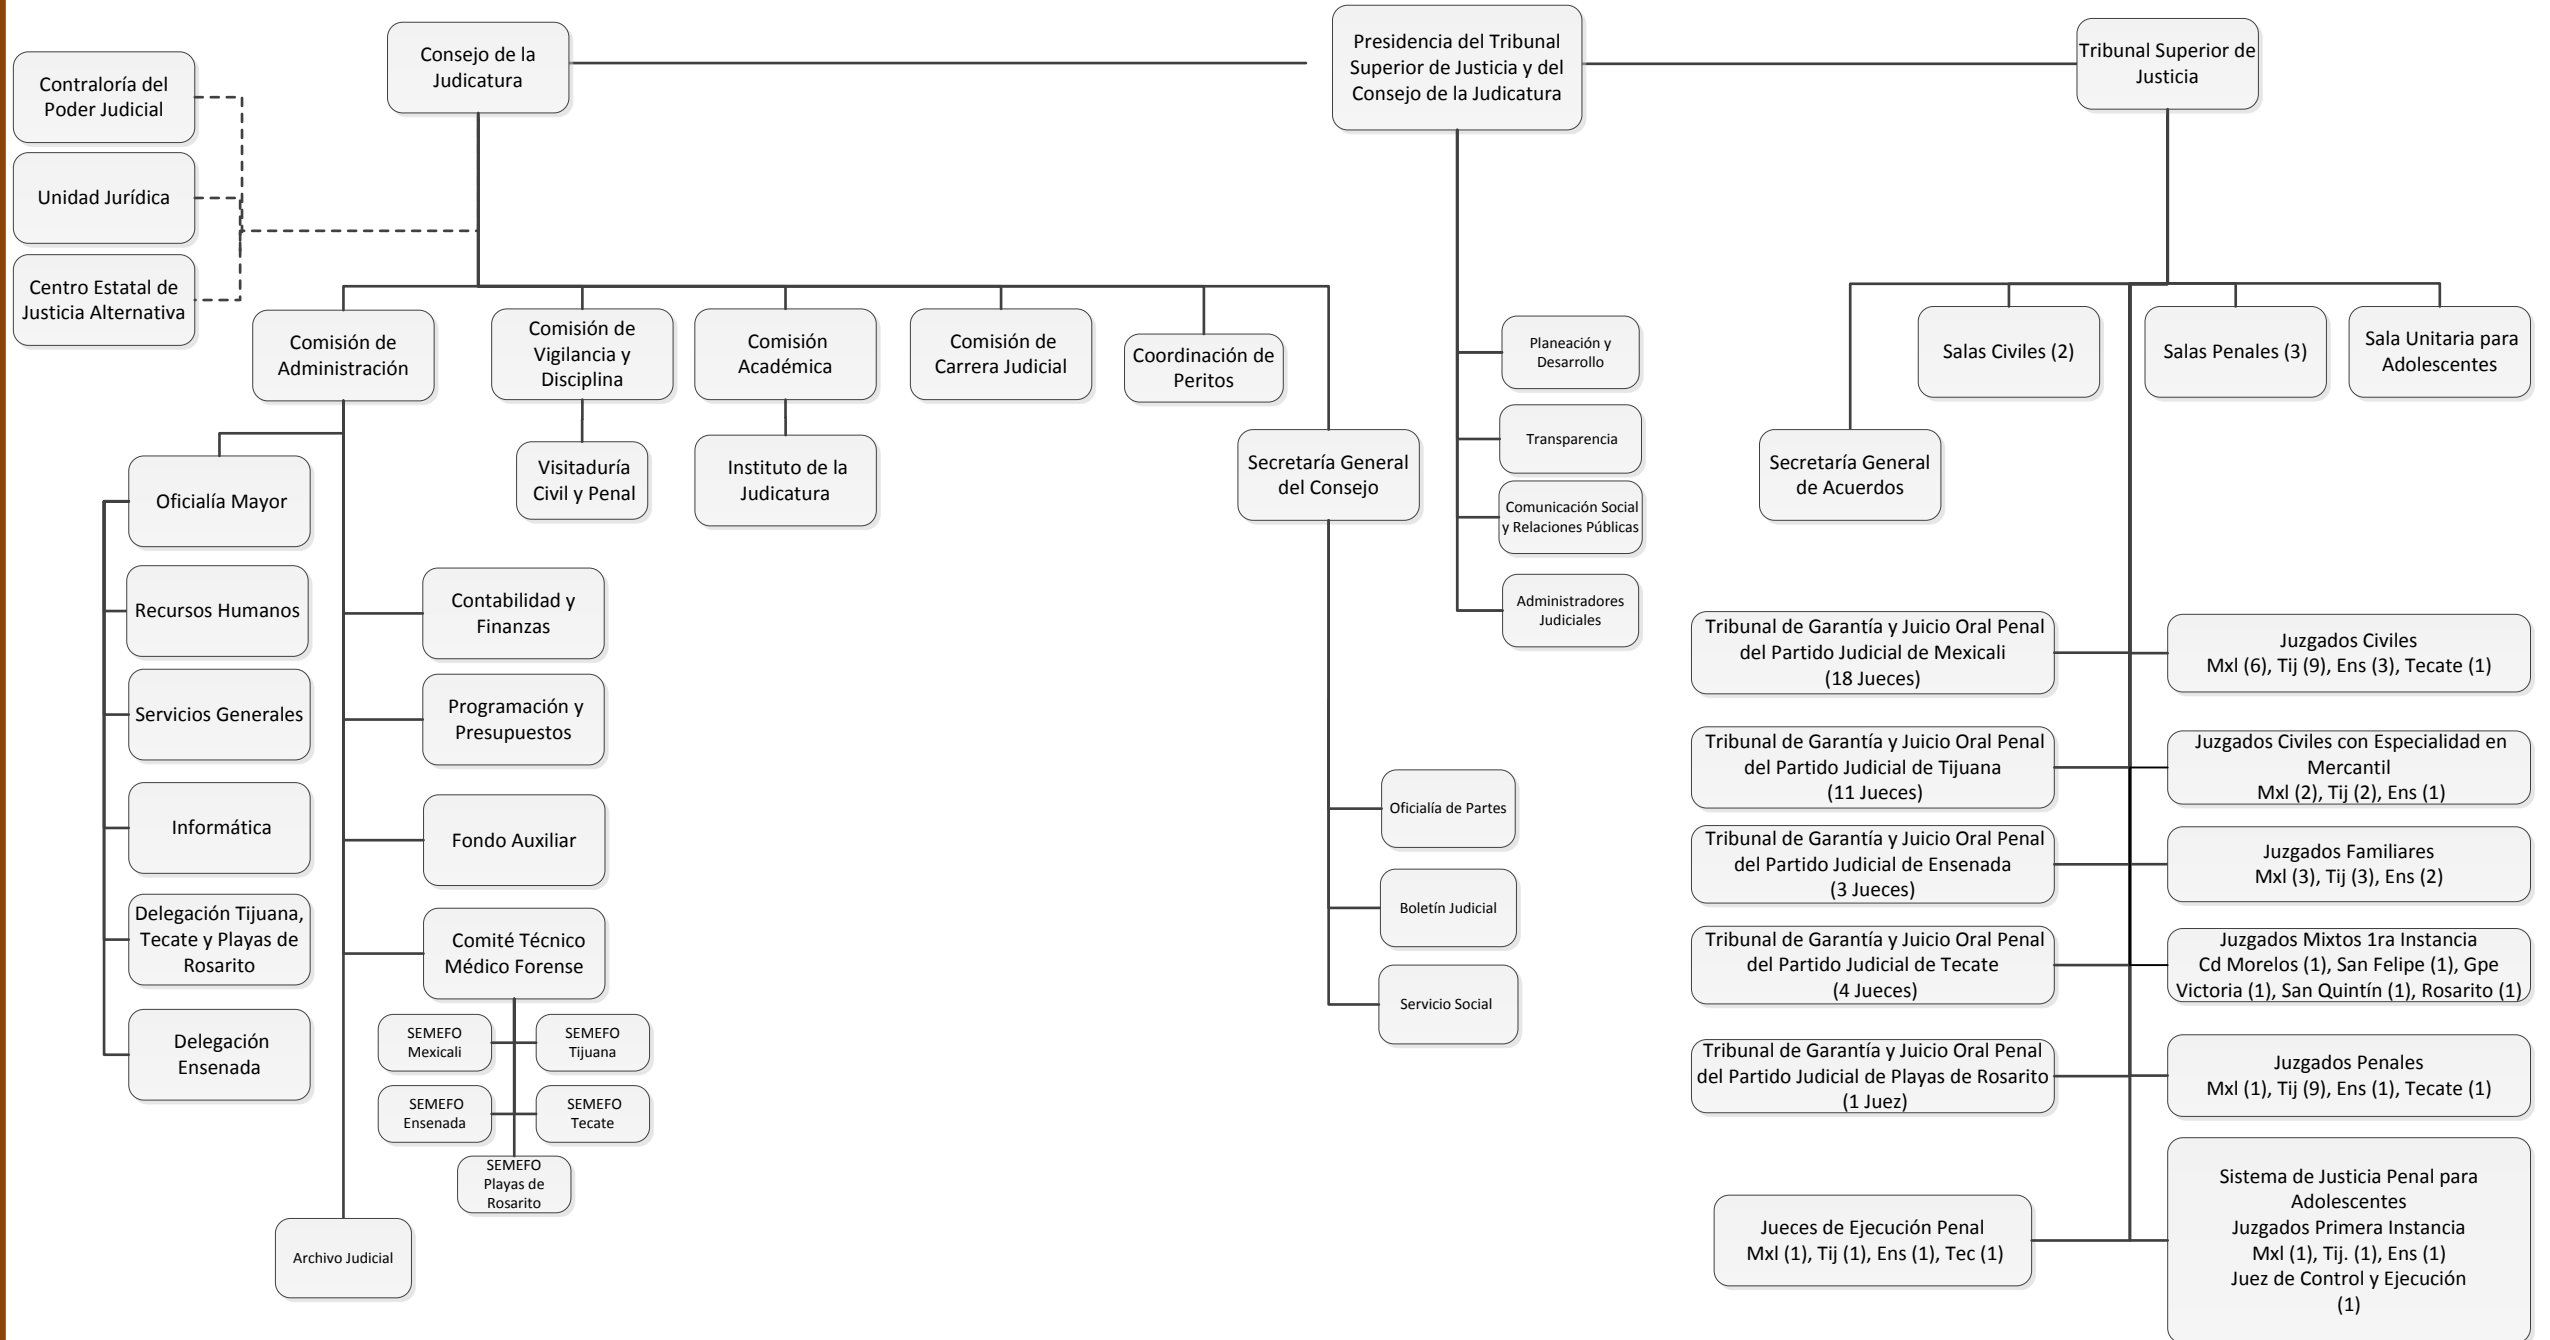 Consejo de la
Judicatura
Presidencia del Tribunal
Superior de Justicia y del
Consejo de la Judicatura
Tribunal Superior de
Justicia
Contraloría del
Poder Judicial
Unidad Jurídica
Centro Estatal de
Justicia Alternativa
Comisión de
Administración
Comisión de
Vigilancia y
Disciplina
Comisión
Académica
Comisión de
Carrera Judicial
Coordinación de
Peritos
Visitaduría
Civil y Penal
Instituto de la
Judicatura
Secretaría General
del Consejo
Oficialía Mayor
Recursos Humanos
Servicios Generales
Informática
Delegación Tijuana,
Tecate y Playas de
Rosarito
Delegación
Ensenada
Contabilidad y
Finanzas
Programación y
Presupuestos
Fondo Auxiliar
Comité Técnico
Médico Forense
SEMEFO
Mexicali
SEMEFO
Tijuana
SEMEFO
Ensenada
SEMEFO
Tecate
SEMEFO
Playas de
Rosarito
Archivo Judicial
Oficialía de Partes
Boletín Judicial
Servicio Social
Planeación y
Desarrollo
Transparencia
Comunicación Social
y Relaciones Públicas
Administradores
Judiciales
Salas Civiles (2)
Salas Penales (3)
Sala Unitaria para
Adolescentes
Secretaría General
de Acuerdos
Tribunal de Garantía y Juicio Oral Penal
del Partido Judicial de Mexicali
(18 Jueces)
Juzgados Civiles
Mxl (6), Tij (9), Ens (3), Tecate (1)
Tribunal de Garantía y Juicio Oral Penal
del Partido Judicial de Tijuana
(11 Jueces)
Juzgados Civiles con Especialidad en
Mercantil
Mxl (2), Tij (2), Ens (1)
Tribunal de Garantía y Juicio Oral Penal
del Partido Judicial de Ensenada
(3 Jueces)
Juzgados Familiares
Mxl (3), Tij (3), Ens (2)
Tribunal de Garantía y Juicio Oral Penal
del Partido Judicial de Tecate
(4 Jueces)
Juzgados Mixtos 1ra Instancia
Cd Morelos (1), San Felipe (1), Gpe
Victoria (1), San Quintín (1), Rosarito (1)
Tribunal de Garantía y Juicio Oral Penal
del Partido Judicial de Playas de Rosarito
(1 Juez)
Juzgados Penales
Mxl (1), Tij (9), Ens (1), Tecate (1)
Jueces de Ejecución Penal
Mxl (1), Tij (1), Ens (1), Tec (1)
Sistema de Justicia Penal para
Adolescentes
Juzgados Primera Instancia
Mxl (1), Tij. (1), Ens (1)
Juez de Control y Ejecución
(1)